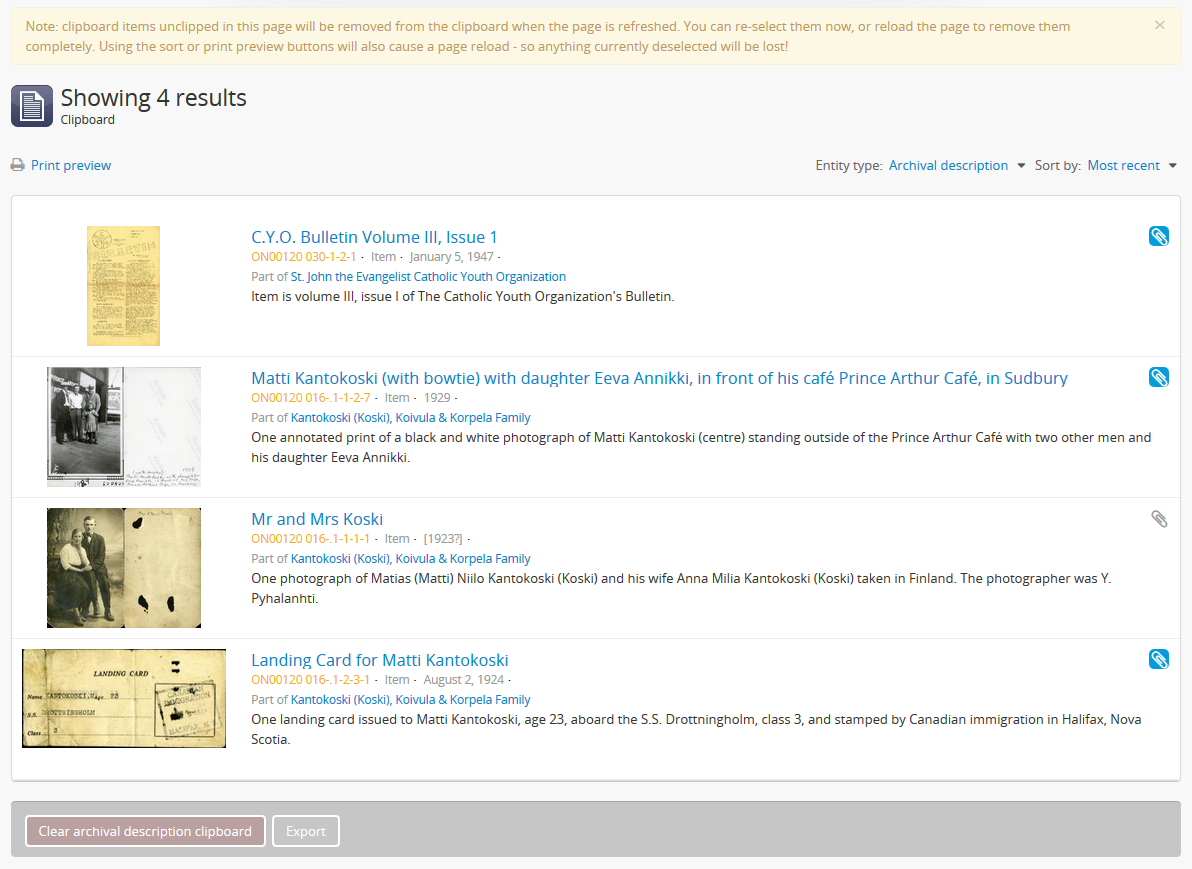 Note: clipboard items unclipped in this page will be removed from the clipboard when the page is refreshed. You can re-select them now, or reload the page to remove them
completely. Using the sort or print preview buttons will also cause a page reload - so anything currently deselected will be lost!
×
Showing 4 results
Clipboard
Print preview
Entity type: Archival description Sort by: Most recent
C.Y.O. Bulletin Volume III, Issue 1
ON00120 030-1-2-1 · Item · January 5, 1947 ·
Part of St. John the Evangelist Catholic Youth Organization
Item is volume III, issue I of The Catholic Youth Organization's Bulletin.
Matti Kantokoski (with bowtie) with daughter Eeva Annikki, in front of his café Prince Arthur Café, in Sudbury
ON00120 016-.1-1-2-7 · Item · 1929 ·
Part of Kantokoski (Koski), Koivula & Korpela Family
One annotated print of a black and white photograph of Matti Kantokoski (centre) standing outside of the Prince Arthur Café with two other men and
his daughter Eeva Annikki.
Mr and Mrs Koski
ON00120 016-.1-1-1-1 · Item · [1923?] ·
Part of Kantokoski (Koski), Koivula & Korpela Family
One photograph of Matias (Matti) Niilo Kantokoski (Koski) and his wife Anna Milia Kantokoski (Koski) taken in Finland. The photographer was Y.
Pyhalanhti.
LANDING CARD
Name KANTOKOSKI,M. Age 23
S.S. DROTTNINGHOLM
Class 3
CANADIAN
IMMIGRATION
HALIFAX, N.S.
Landing Card for Matti Kantokoski
ON00120 016-.1-2-3-1 · Item · August 2, 1924 ·
Part of Kantokoski (Koski), Koivula & Korpela Family
One landing card issued to Matti Kantokoski, age 23, aboard the S.S. Drottningholm, class 3, and stamped by Canadian immigration in Halifax, Nova
Scotia.
Clear archival description clipboard
Export